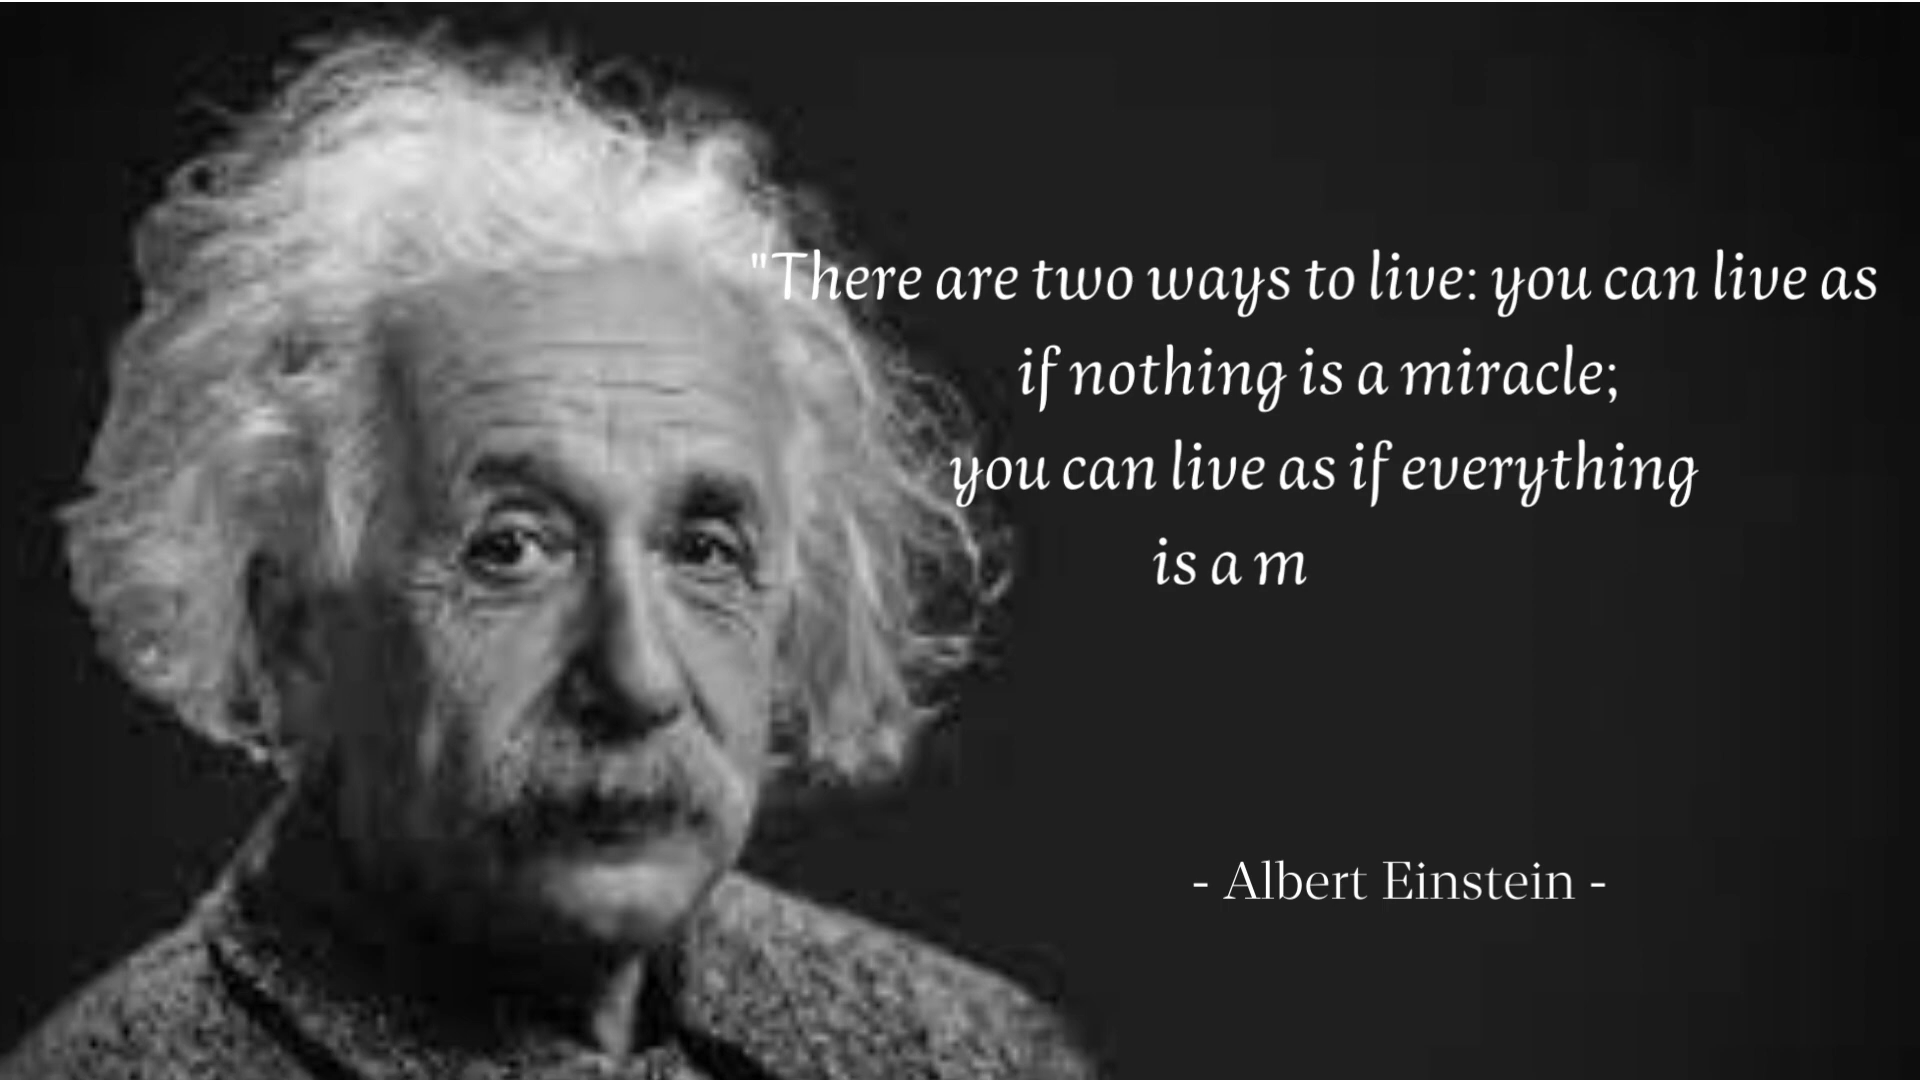 "There are two ways to live: you can live as
if nothing is a miracle;
you can live as if everything
is a m
- Albert Einstein -